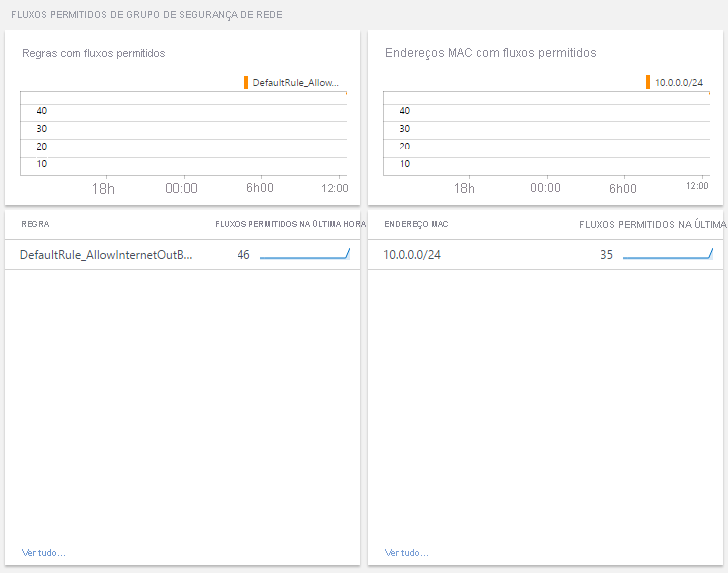 FLUXOS PERMITIDOS DE GRUPO DE SEGURANÇA DE REDE
Regras com fluxos permitidos
DefaultRule_Allow...
40
30
20
10
18h 00:00 6h00 12:00
REGRA FLUXOS PERMITIDOS NA ÚLTIMA HORA
DefaultRule_AllowInternetOutB... 46
Ver tudo...
Endereços MAC com fluxos permitidos
10.0.0.0/24
40
30
20
10
18h 00:00 6h00 12:00
ENDEREÇO MAC FLUXOS PERMITIDOS NA ÚLTIMA
10.0.0.0/24 35
Ver tudo...